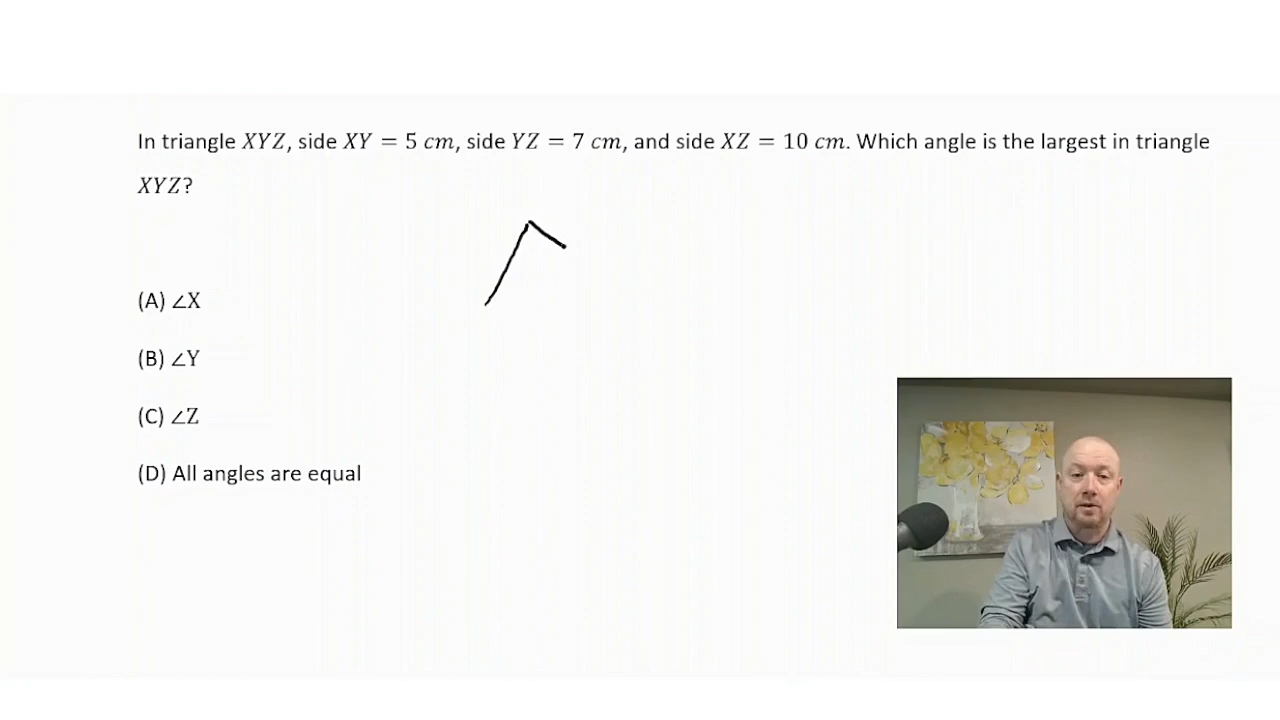 In triangle XYZ, side XY = 5 cm, side YZ = 7 cm, and side XZ = 10 cm. Which angle is the largest in triangle
XYZ?
(A) ∠X
(B) ∠Y
(C) ∠Z
(D) All angles are equal